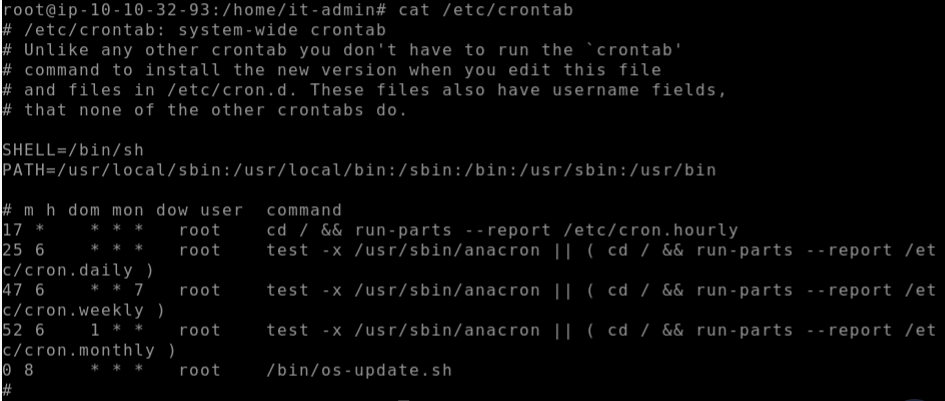 root@ip-10-10-32-93:/home/it-admin# cat /etc/crontab
# /etc/crontab: system-wide crontab
# Unlike any other crontab you don't have to run the `crontab'
# command to install the new version when you edit this file
# and files in /etc/cron.d. These files also have username fields,
# that none of the other crontabs do.

SHELL=/bin/sh
PATH=/usr/local/sbin:/usr/local/bin:/sbin:/bin:/usr/sbin:/usr/bin

# m h dom mon dow user  command
17 *    * * *   root    cd / && run-parts --report /etc/cron.hourly
25 6    * * *   root    test -x /usr/sbin/anacron || ( cd / && run-parts --report /et
c/cron.daily )
47 6    * * 7   root    test -x /usr/sbin/anacron || ( cd / && run-parts --report /et
c/cron.weekly )
52 6    1 * *   root    test -x /usr/sbin/anacron || ( cd / && run-parts --report /et
c/cron.monthly )
0 8     * * *   root    /bin/os-update.sh
#